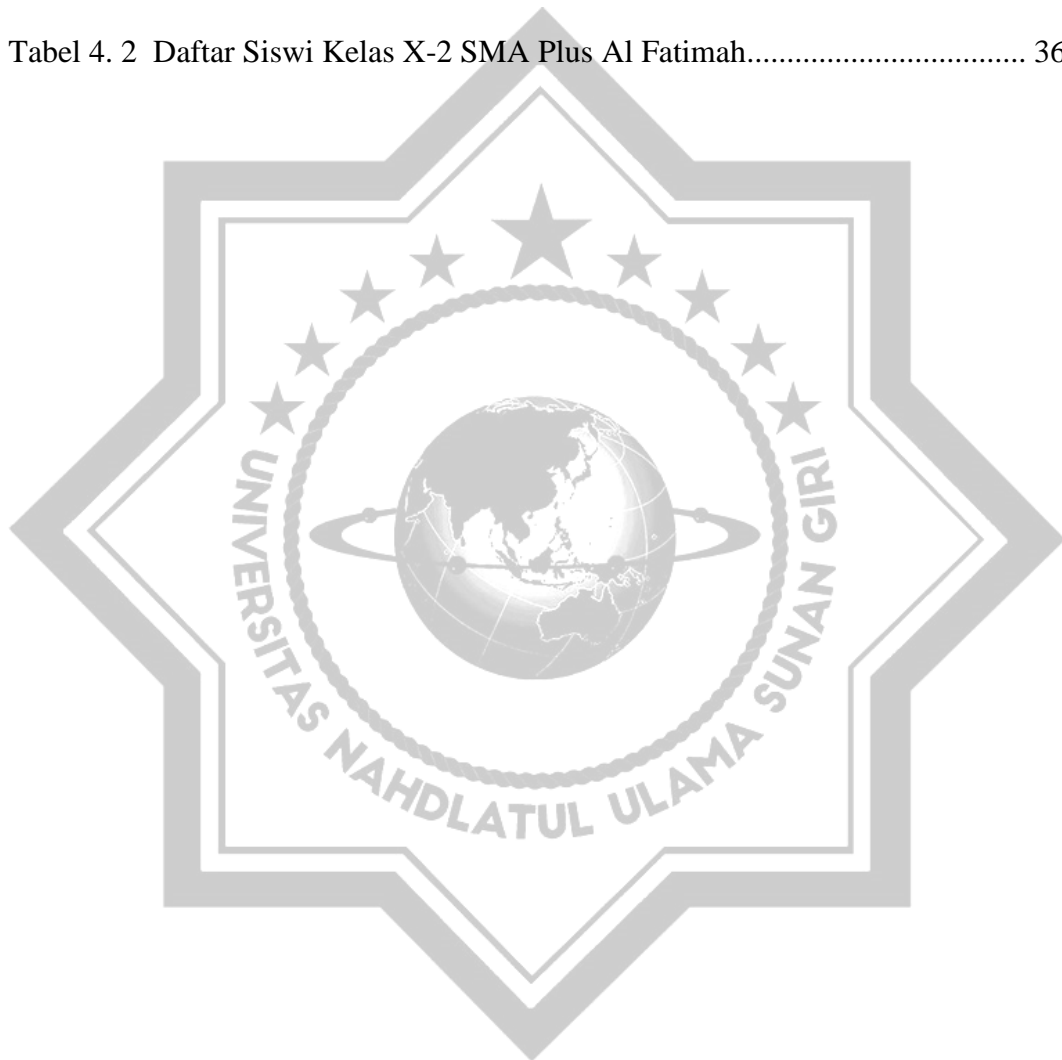 Tabel 4. 2  Daftar Siswi Kelas X-2 SMA Plus Al Fatimah................................... 36
UNIVERSITAS NAHDLATUL ULAMA SUNAN GIRI